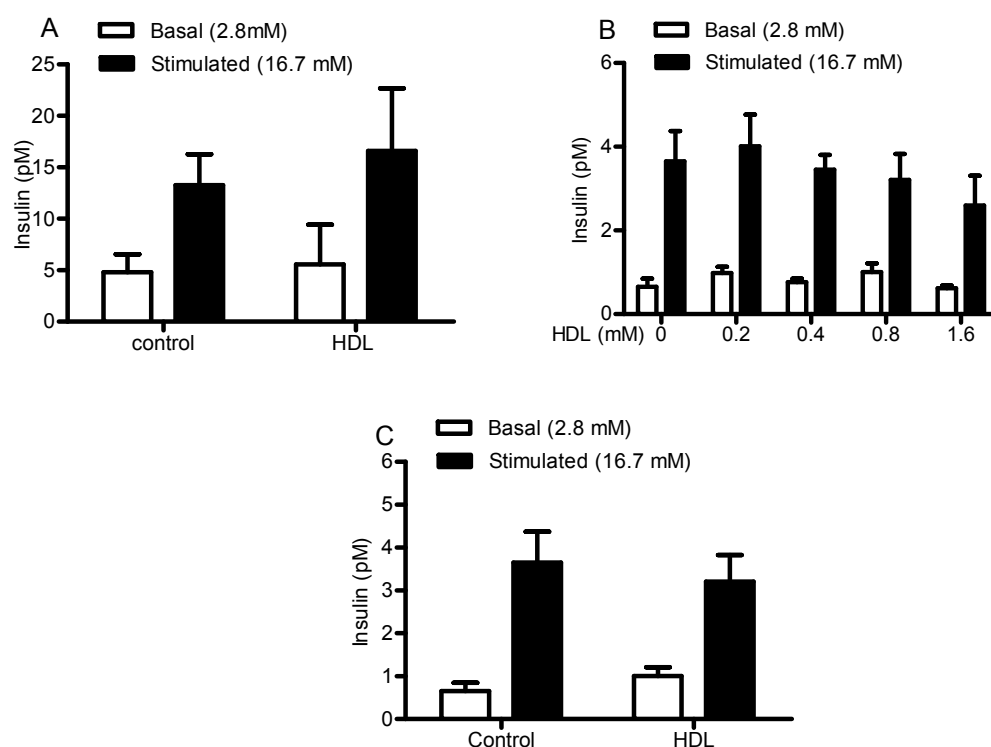 A
Basal (2.8mM)
Stimulated (16.7 mM)
25
20
15
10
5
0
Insulin (pM)
control HDL
B
Basal (2.8 mM)
Stimulated (16.7 mM)
6
4
2
0
Insulin (pM)
HDL (mM) 0 0.2 0.4 0.8 1.6
C
Basal (2.8 mM)
Stimulated (16.7 mM)
6
5
4
3
2
1
0
Insulin (pM)
Control HDL